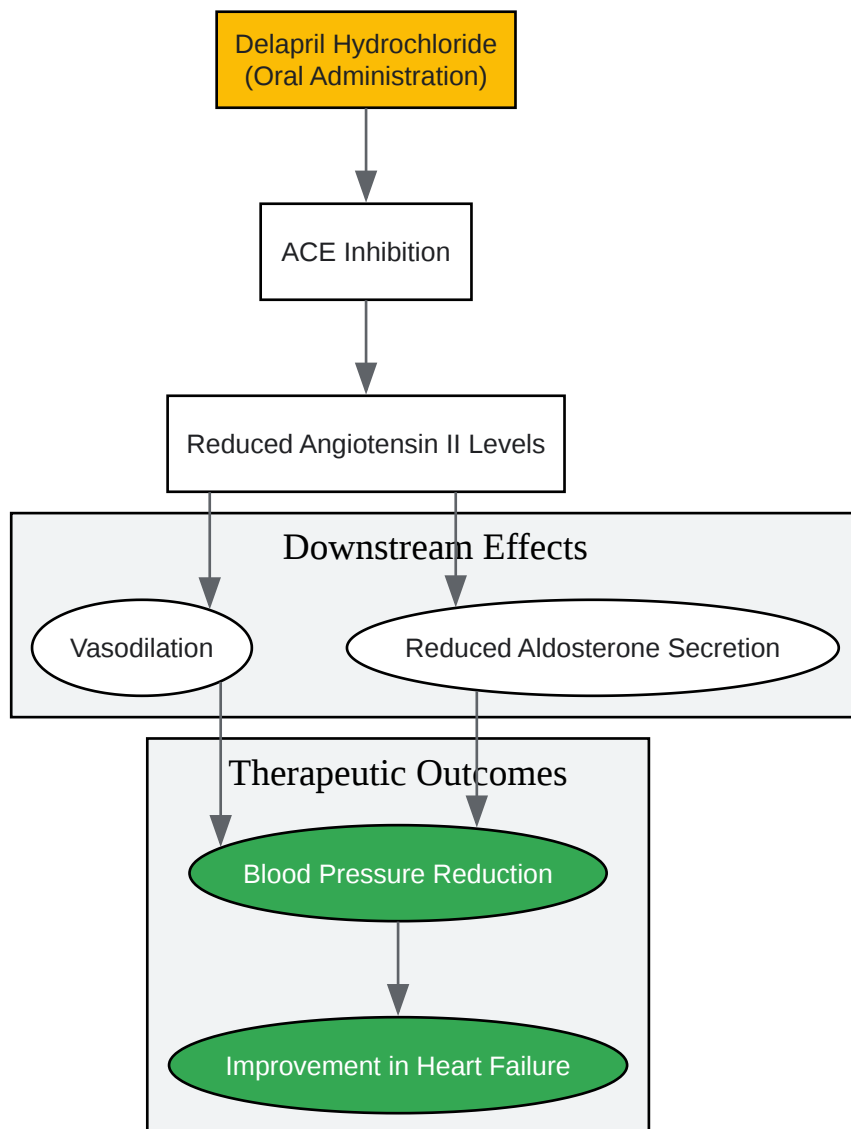 Delapril Hydrochloride
(Oral Administration)
ACE Inhibition
Reduced Angiotensin II Levels
Downstream Effects
Vasodilation
Reduced Aldosterone Secretion
Therapeutic Outcomes
Blood Pressure Reduction
Improvement in Heart Failure